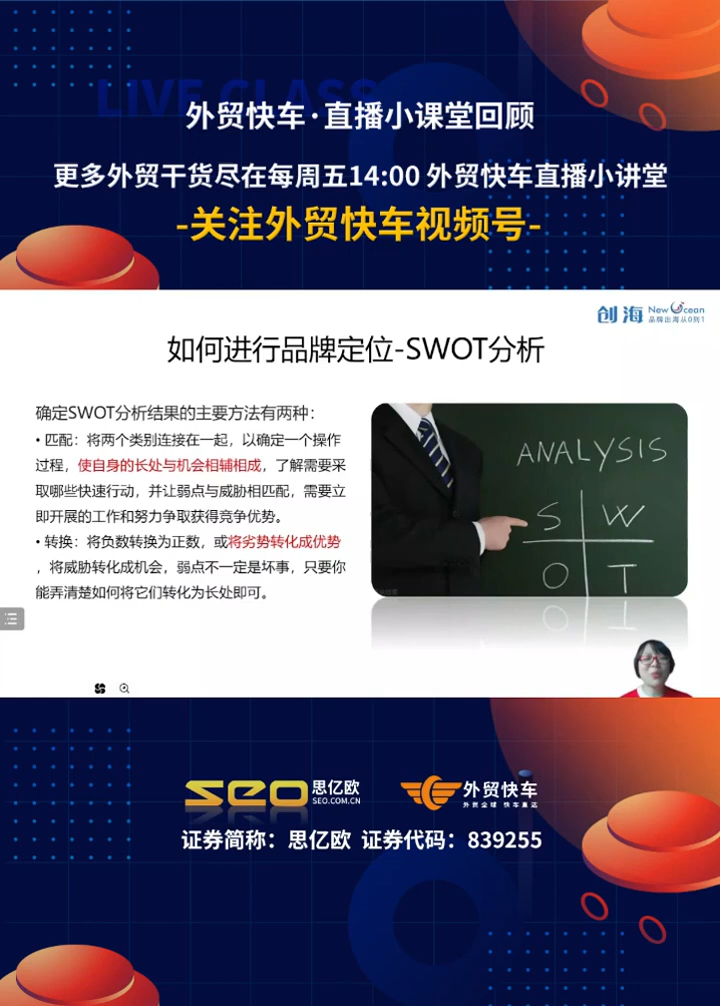 LIVE CLASS
外贸快车·直播小课堂回顾
更多外贸干货尽在每周五14:00 外贸快车直播小讲堂
-关注外贸快车视频号-
创海 New Ocean
品牌出海从0到1
如何进行品牌定位-SWOT分析
确定SWOT分析结果的主要方法有两种：
• 匹配：将两个类别连接在一起，以确定一个操作
过程，使自身的长处与机会相辅相成，了解需要采
取哪些快速行动，并让弱点与威胁相匹配，需要立
即开展的工作和努力争取获得竞争优势。
• 转换：将负数转换为正数，或将劣势转化成优势
，将威胁转化成机会，弱点不一定是坏事，只要你
能弄清楚如何将它们转化为长处即可。
ANALYSIS
S W
O T
seo 思亿欧
SEO.COM.CN
外贸快车
外贸全球 快车直达
证券简称：思亿欧 证券代码：839255